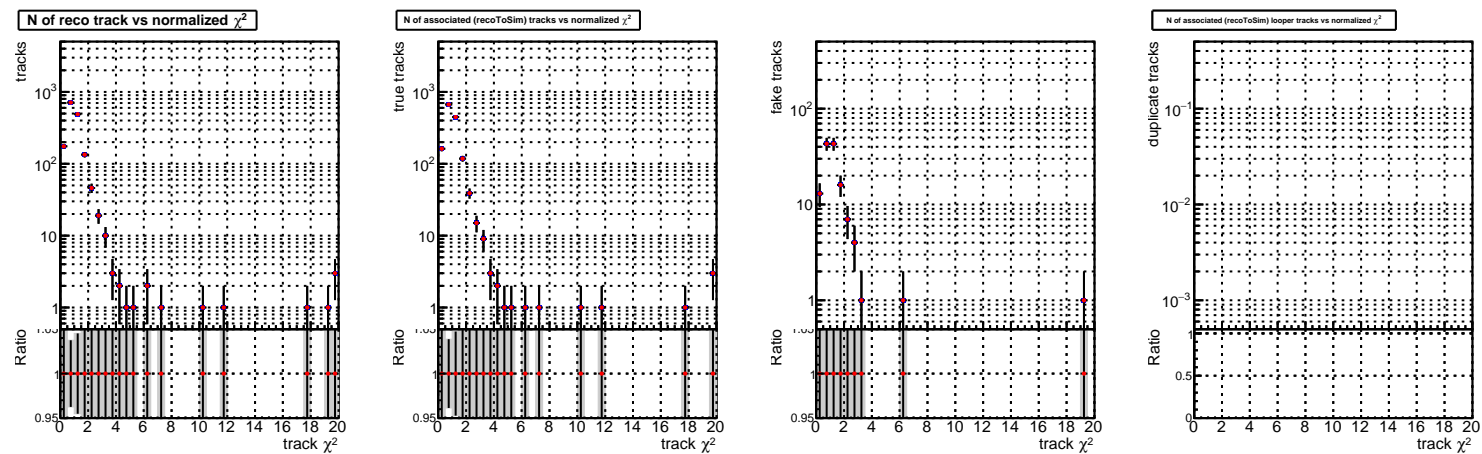 N of reco track vs normalized χ²
tracks
10³
10²
10
1
Ratio
1.05
1
0.95
0 2 4 6 8 10 12 14 16 18 20
track χ²
N of associated (recoToSim) tracks vs normalized χ²
true tracks
10³
10²
10
1
Ratio
1.05
1
0.95
0 2 4 6 8 10 12 14 16 18 20
track χ²
fake tracks
10²
10
1
Ratio
1.05
1
0.95
0 2 4 6 8 10 12 14 16 18 20
track χ²
N of associated (recoToSim) looper tracks vs normalized χ²
duplicate tracks
10⁻¹
10⁻²
10⁻³
Ratio
1
0.5
0
0 2 4 6 8 10 12 14 16 18 20
track χ²